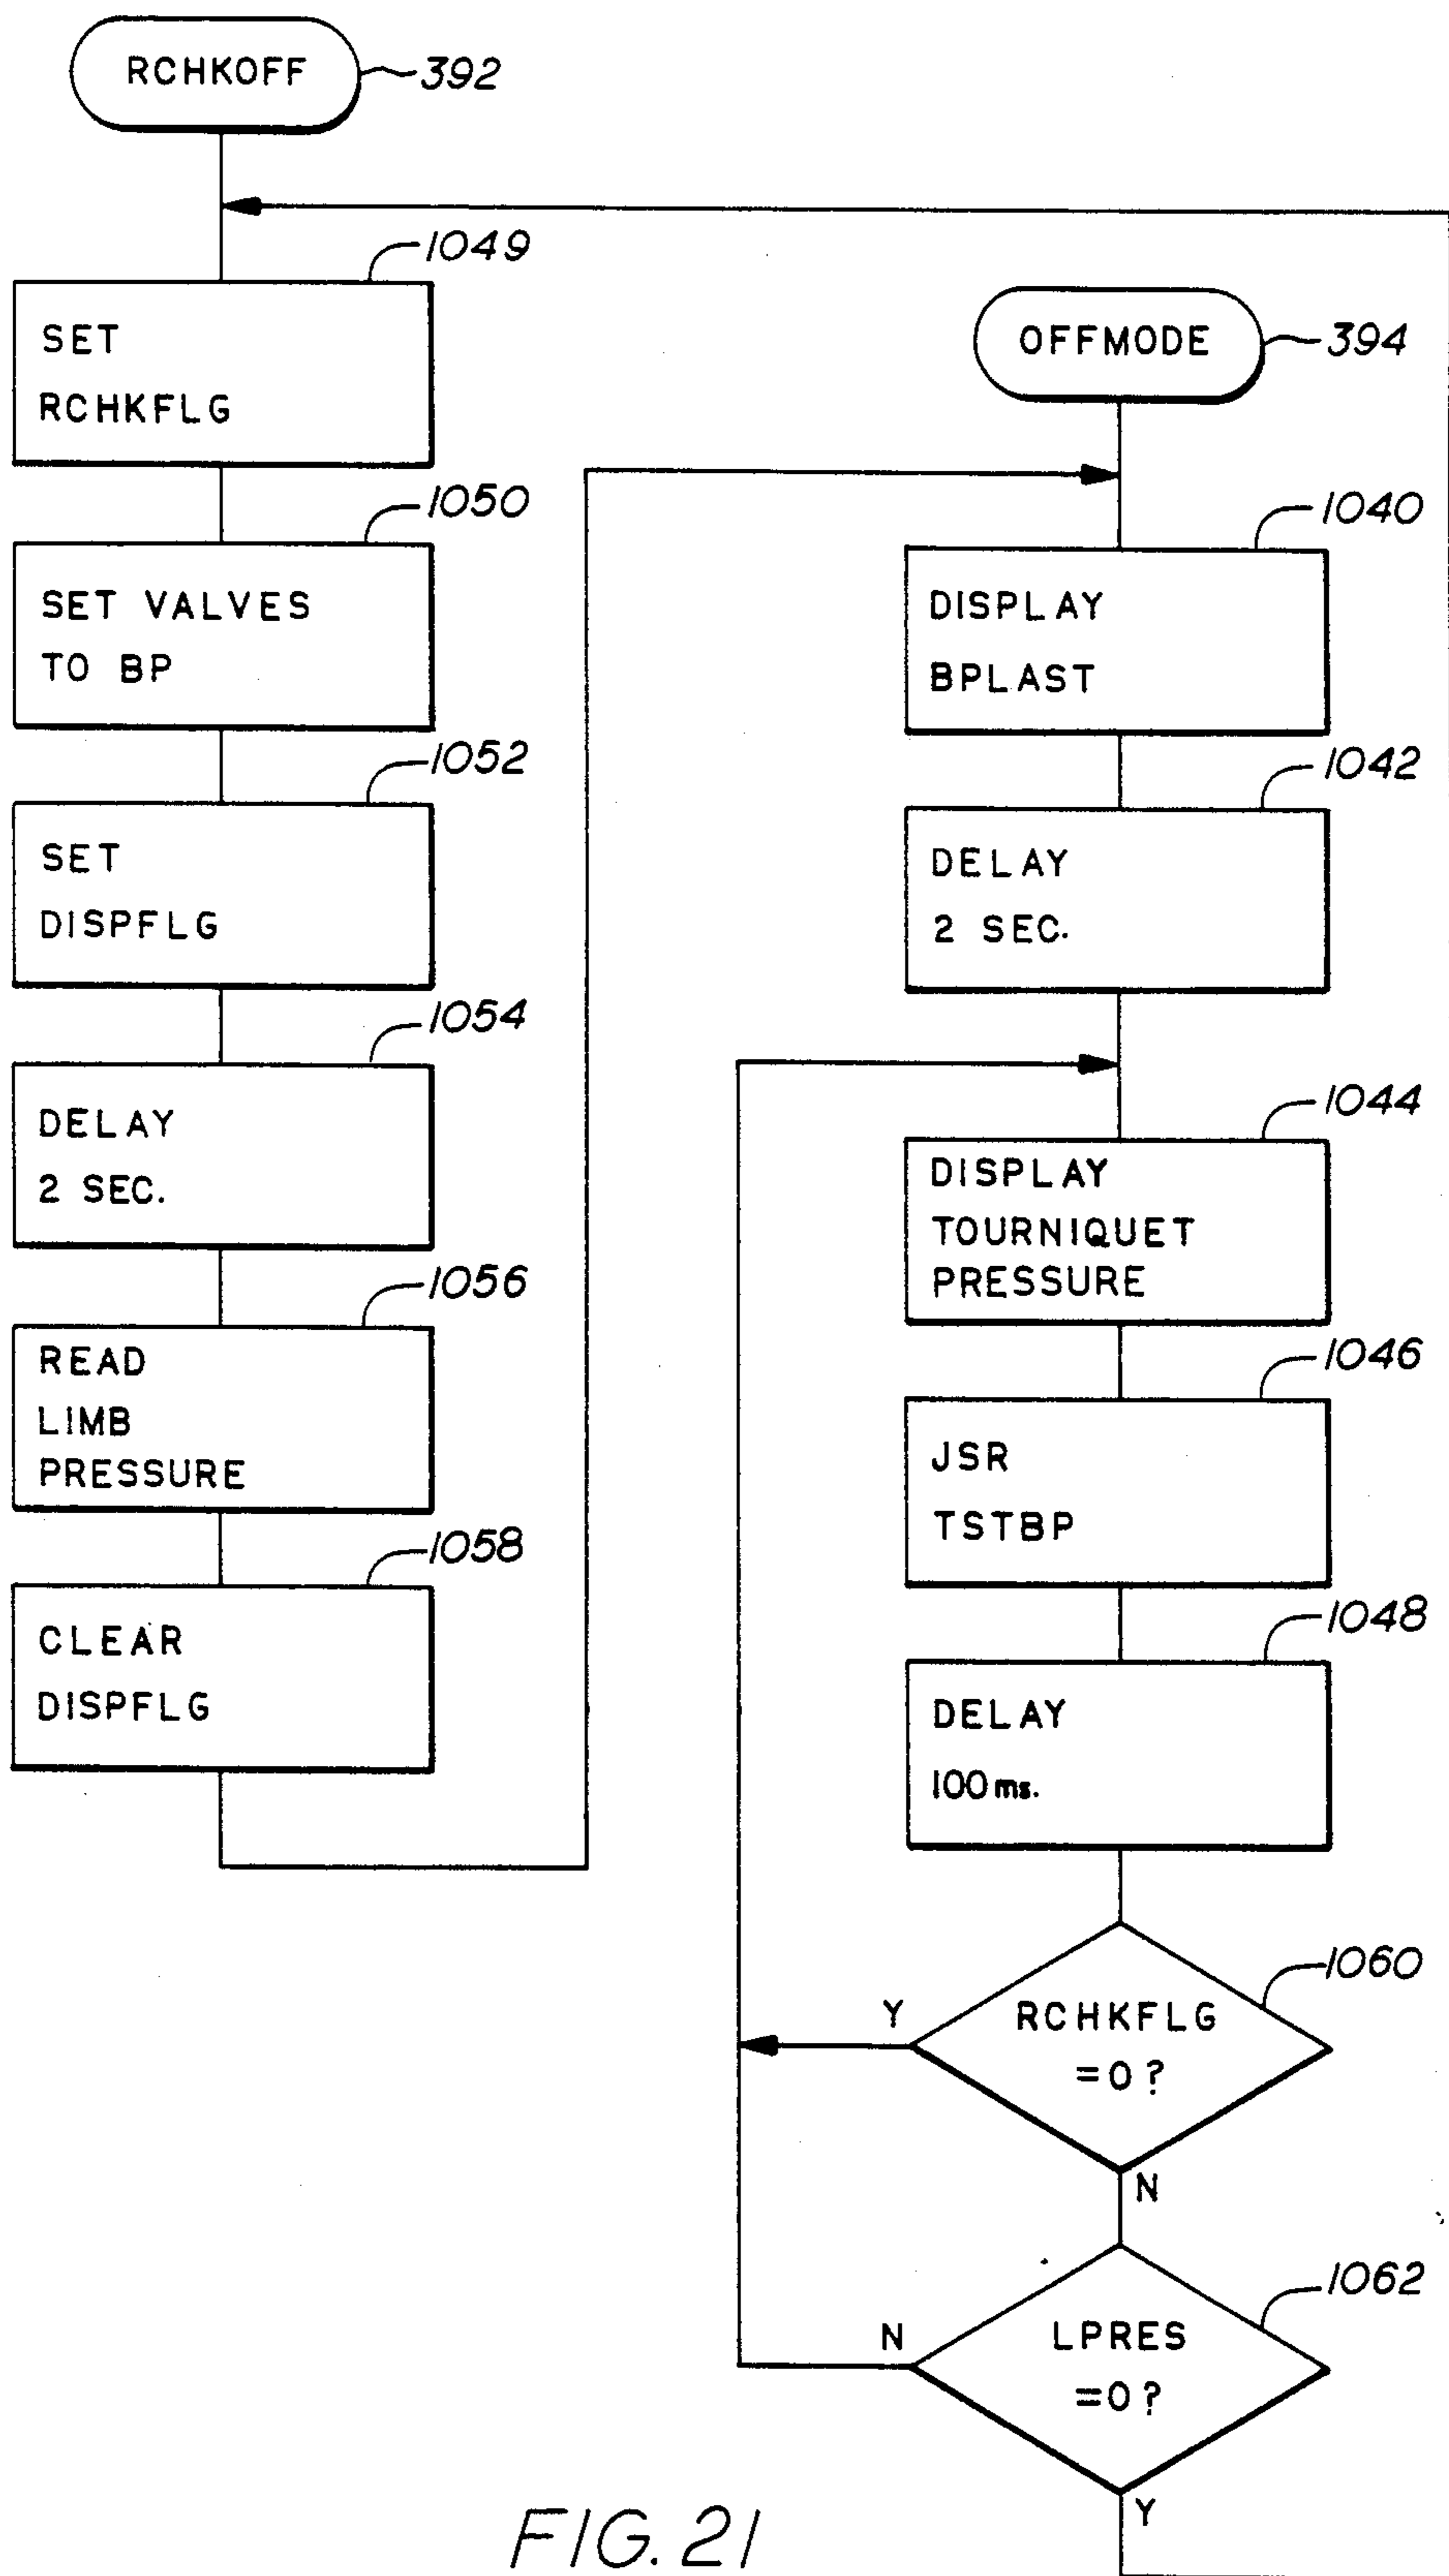 RCHKOFF
392
1049
SET
RCHKFLG
1050
SET VALVES
TO BP
1052
SET
DISPFLG
1054
DELAY
2 SEC.
1056
READ
LIMB
PRESSURE
1058
CLEAR
DISPFLG
OFFMODE
394
1040
DISPLAY
BPLAST
1042
DELAY
2 SEC.
1044
DISPLAY
TOURNIQUET
PRESSURE
1046
JSR
TSTBP
1048
DELAY
100 ms.
1060
RCHKFLG
=0?
Y
N
1062
LPRES
=0?
N
Y
FIG. 21